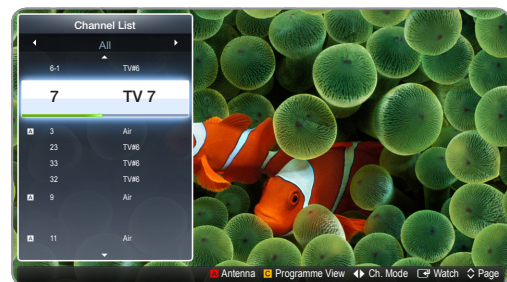 Channel List
All
6-1 TV#6
7 TV 7
A 3 Air
23 TV#6
33 TV#6
32 TV#6
A 9 Air
A 11 Air
A Antenna C Programme View Ch. Mode Watch Page